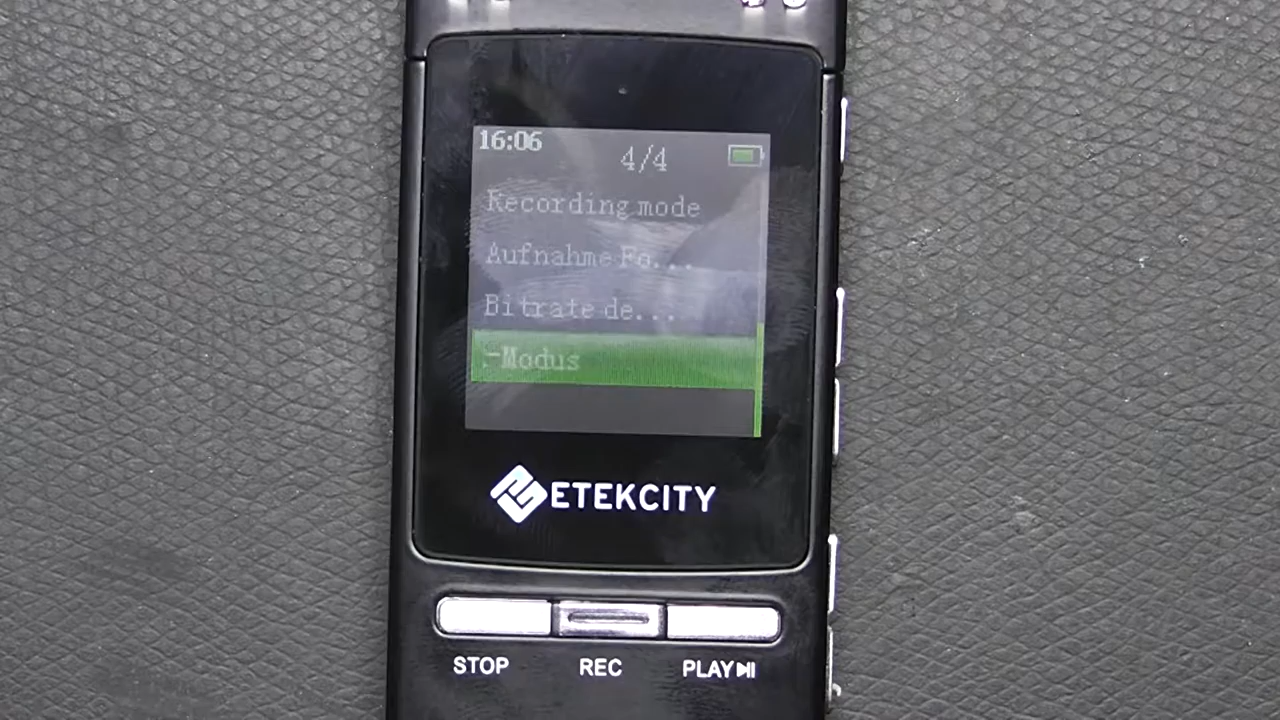 16:06
4/4
Recording mode
Aufnahme Fo...
Bitrate de...
-Modus
ETEKCITY
STOP REC PLAY